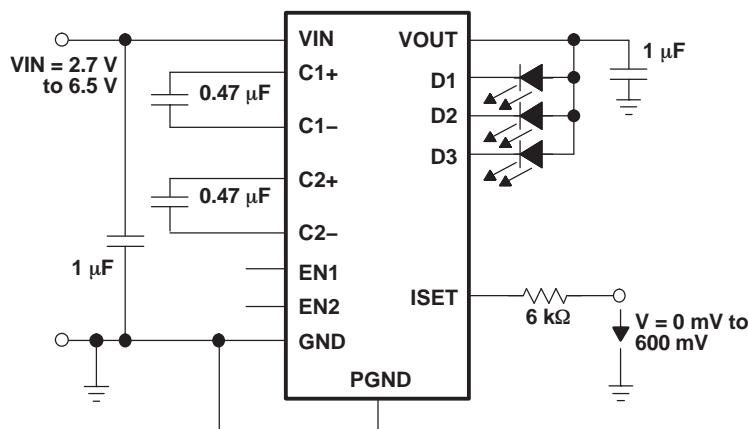 VIN
VOUT
VIN = 2.7 V
to 6.5 V
C1+
0.47 μF
C1−
D1
D2
D3
1 μF
C2+
0.47 μF
C2−
1 μF
EN1
EN2
ISET
6 kΩ
V = 0 mV to
600 mV
GND
PGND